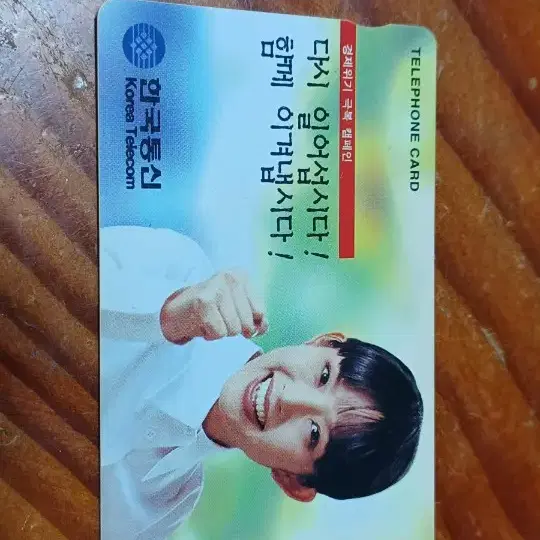 TELEPHONE CARD
경제위기 극복 캠페인
다시 일어섭시다!
함께 이겨냅시다!
한국통신
Korea Telecom